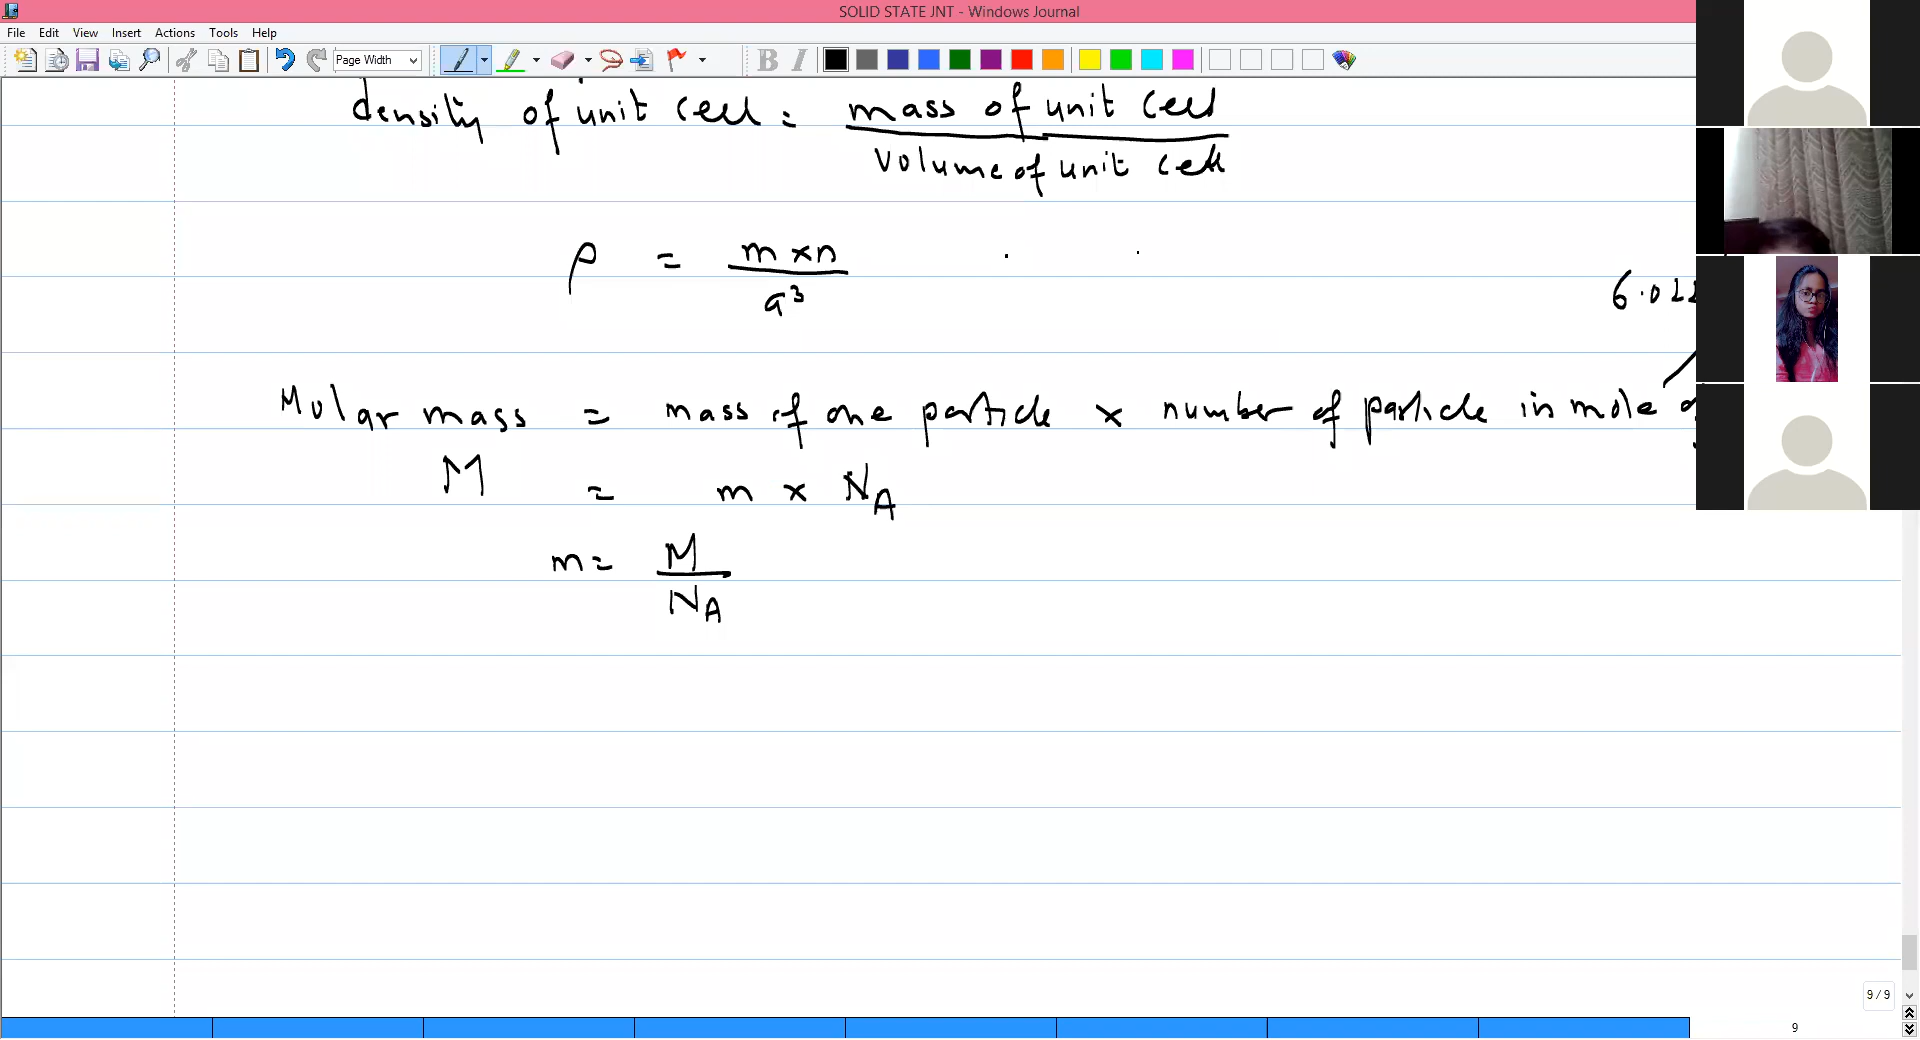 SOLID STATE JNT - Windows Journal
File Edit View Insert Actions Tools Help
Page Width
B I
density of unit cell = mass of unit cell
volume of unit cell
ρ = m × n
a³
6.022
Molar mass = mass of one particle × number of particle in mole
M = m × N_A
m = M
N_A
9 / 9
9